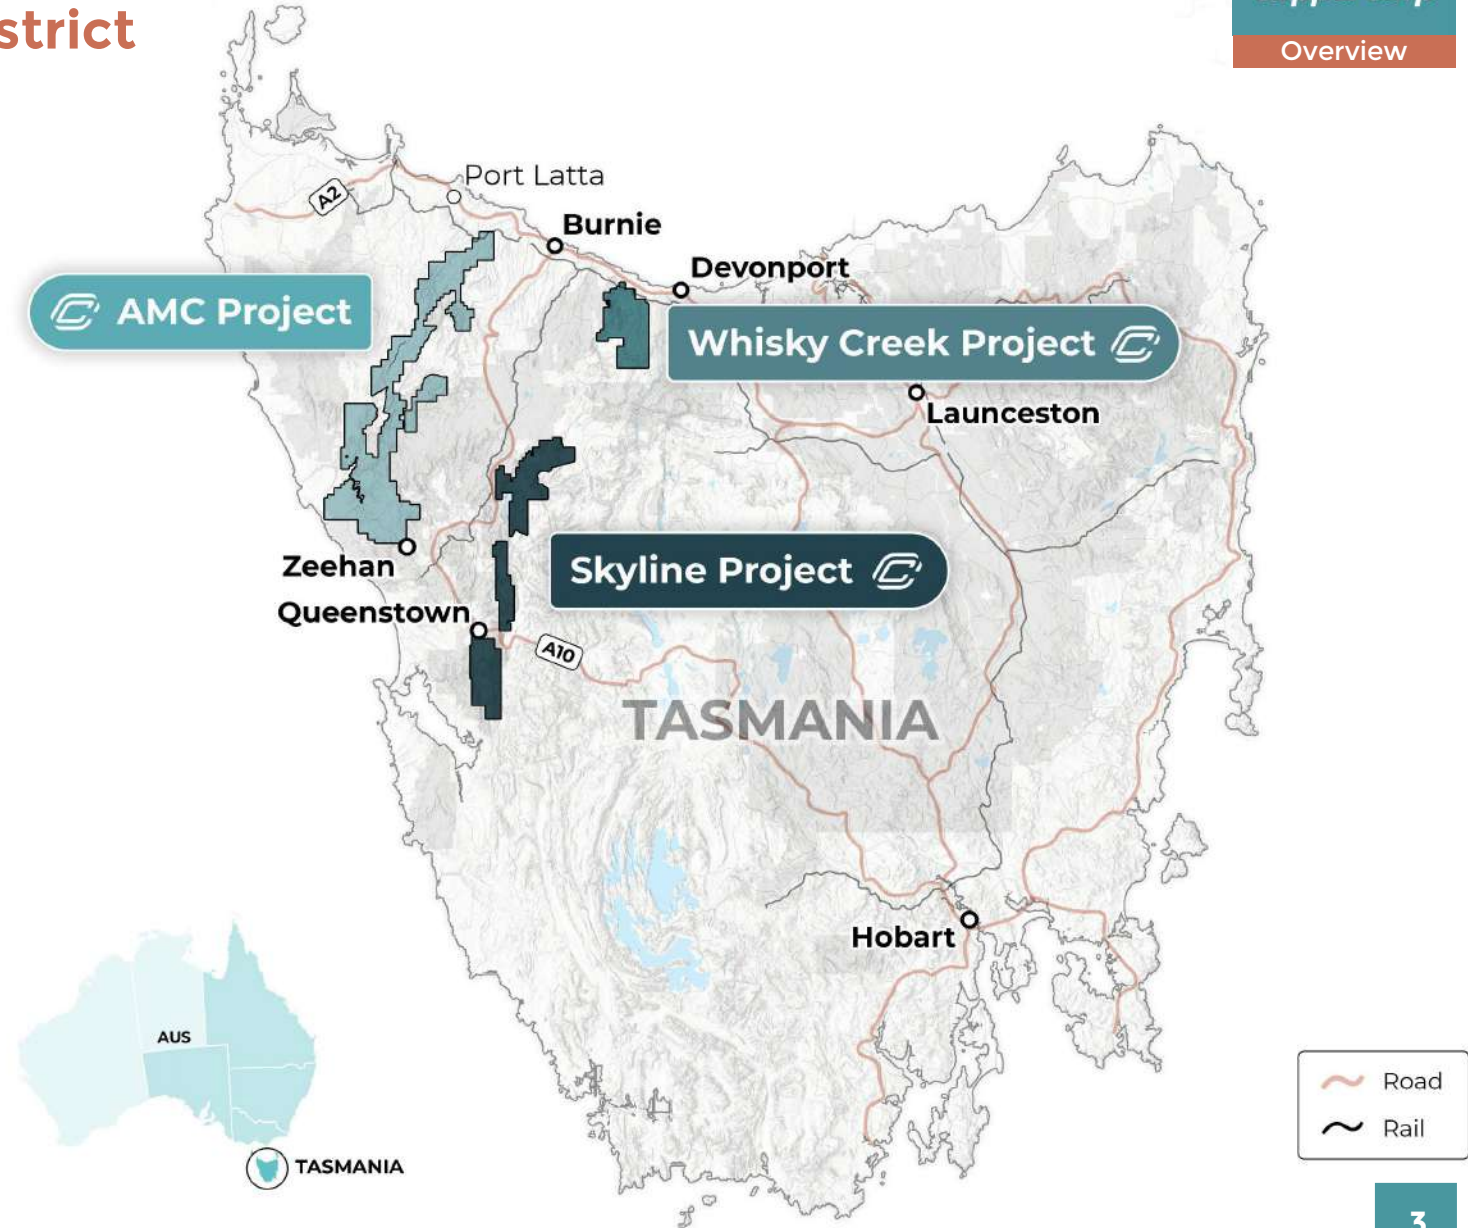 strict
Overview
Port Latta
A2
Burnie
Devonport
AMC Project
Whisky Creek Project
Launceston
Skyline Project
Zeehan
Queenstown
A10
TASMANIA
Hobart
AUS
TASMANIA
Road
Rail
3